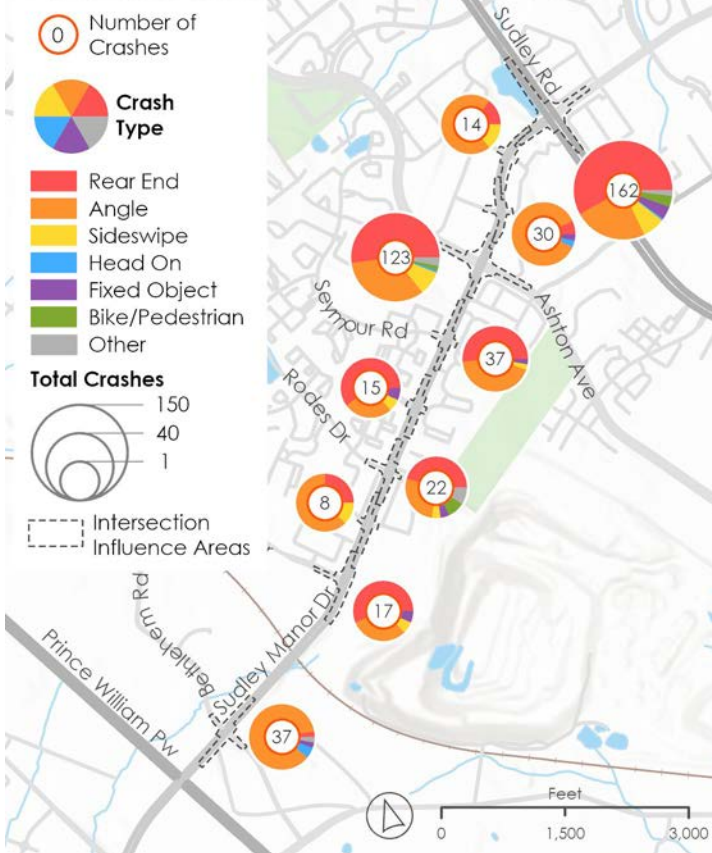 0
Number of
Crashes
Crash
Type
Rear End
Angle
Sideswipe
Head On
Fixed Object
Bike/Pedestrian
Other
Total Crashes
150
40
1
Intersection
Influence Areas
Sudley Rd
14
162
30
123
Seymour Rd
Ashton Ave
37
15
Rodes Dr
22
8
17
Bethlehem Rd
Sudley Manor Dr
Prince William Pw
37
Feet
0
1,500
3,000